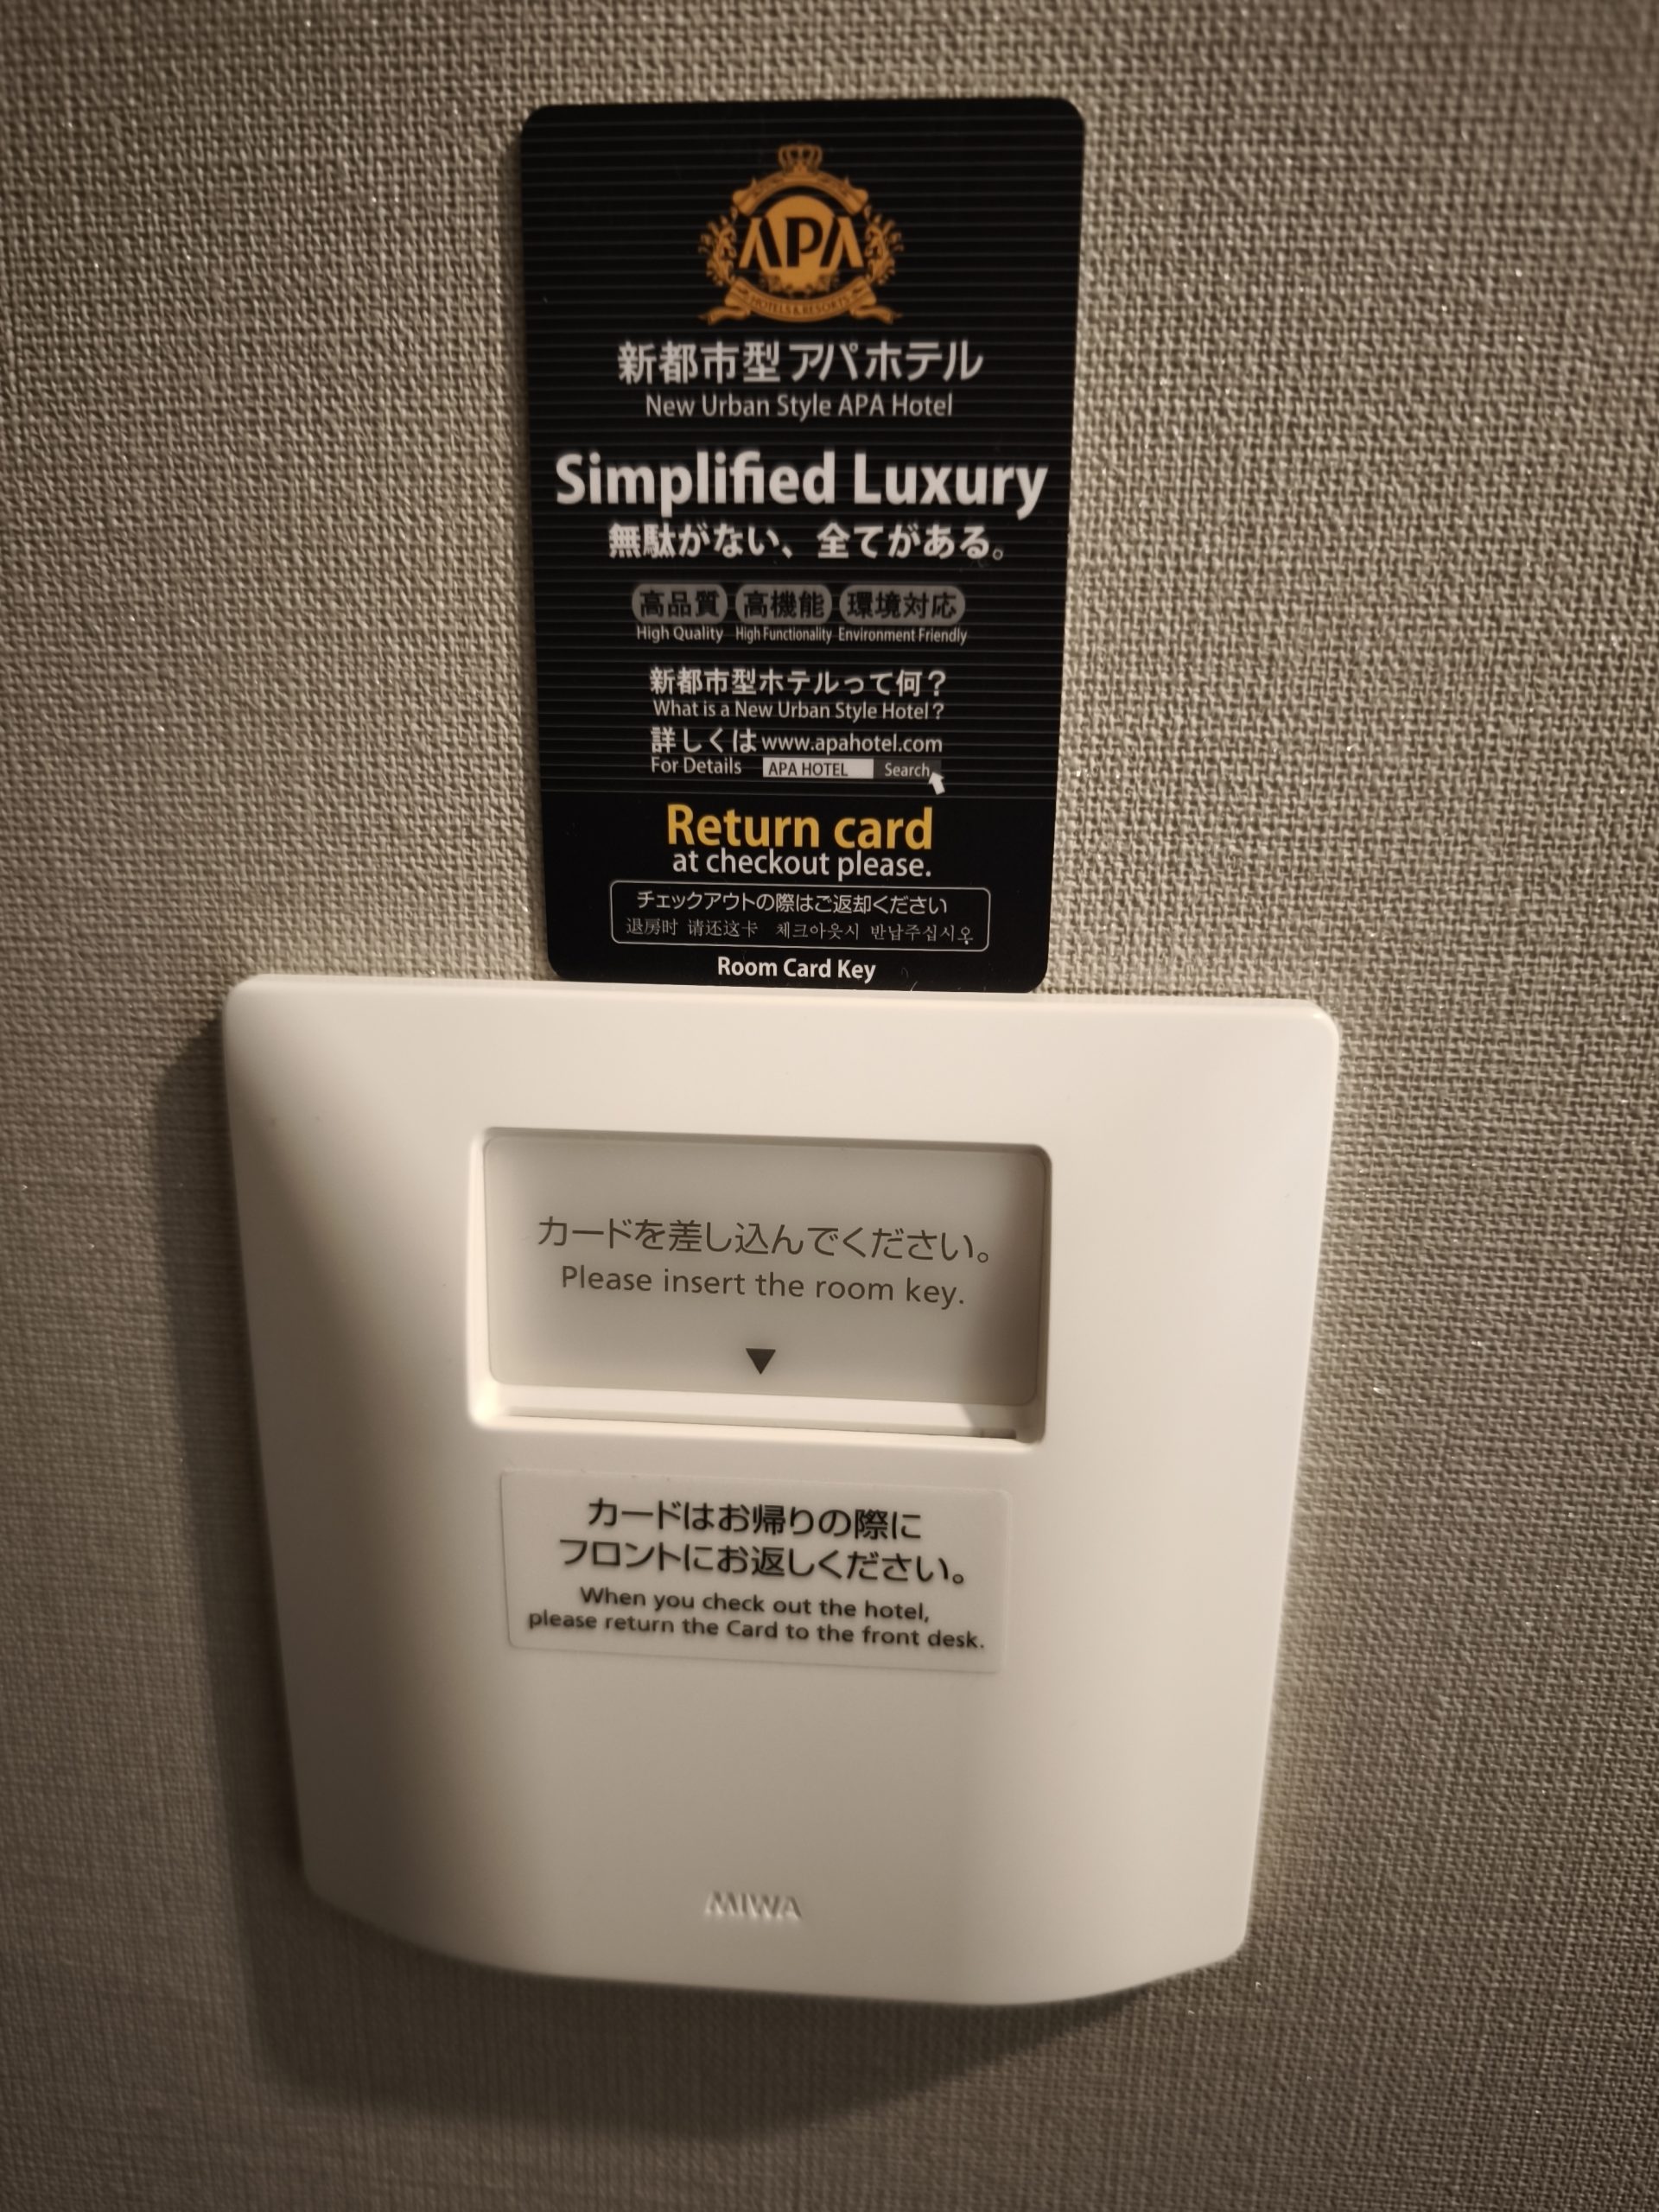 APA
HOTELS & RESORTS
新都市型アパホテル
New Urban Style APA Hotel
Simplified Luxury
無駄がない、全てがある。
高品質 高機能 環境対応
High Quality High Functionality Environment Friendly
新都市型ホテルって何？
What is a New Urban Style Hotel？
詳しくは www.apahotel.com
For Details APA HOTEL Search
Return card
at checkout please.
チェックアウトの際はご返却ください
退房时 请还这卡 체크아웃시 반납주십시오
Room Card Key
カードを差し込んでください。
Please insert the room key.
▼
カードはお帰りの際に
フロントにお返しください。
When you check out the hotel,
please return the Card to the front desk.
MIWA